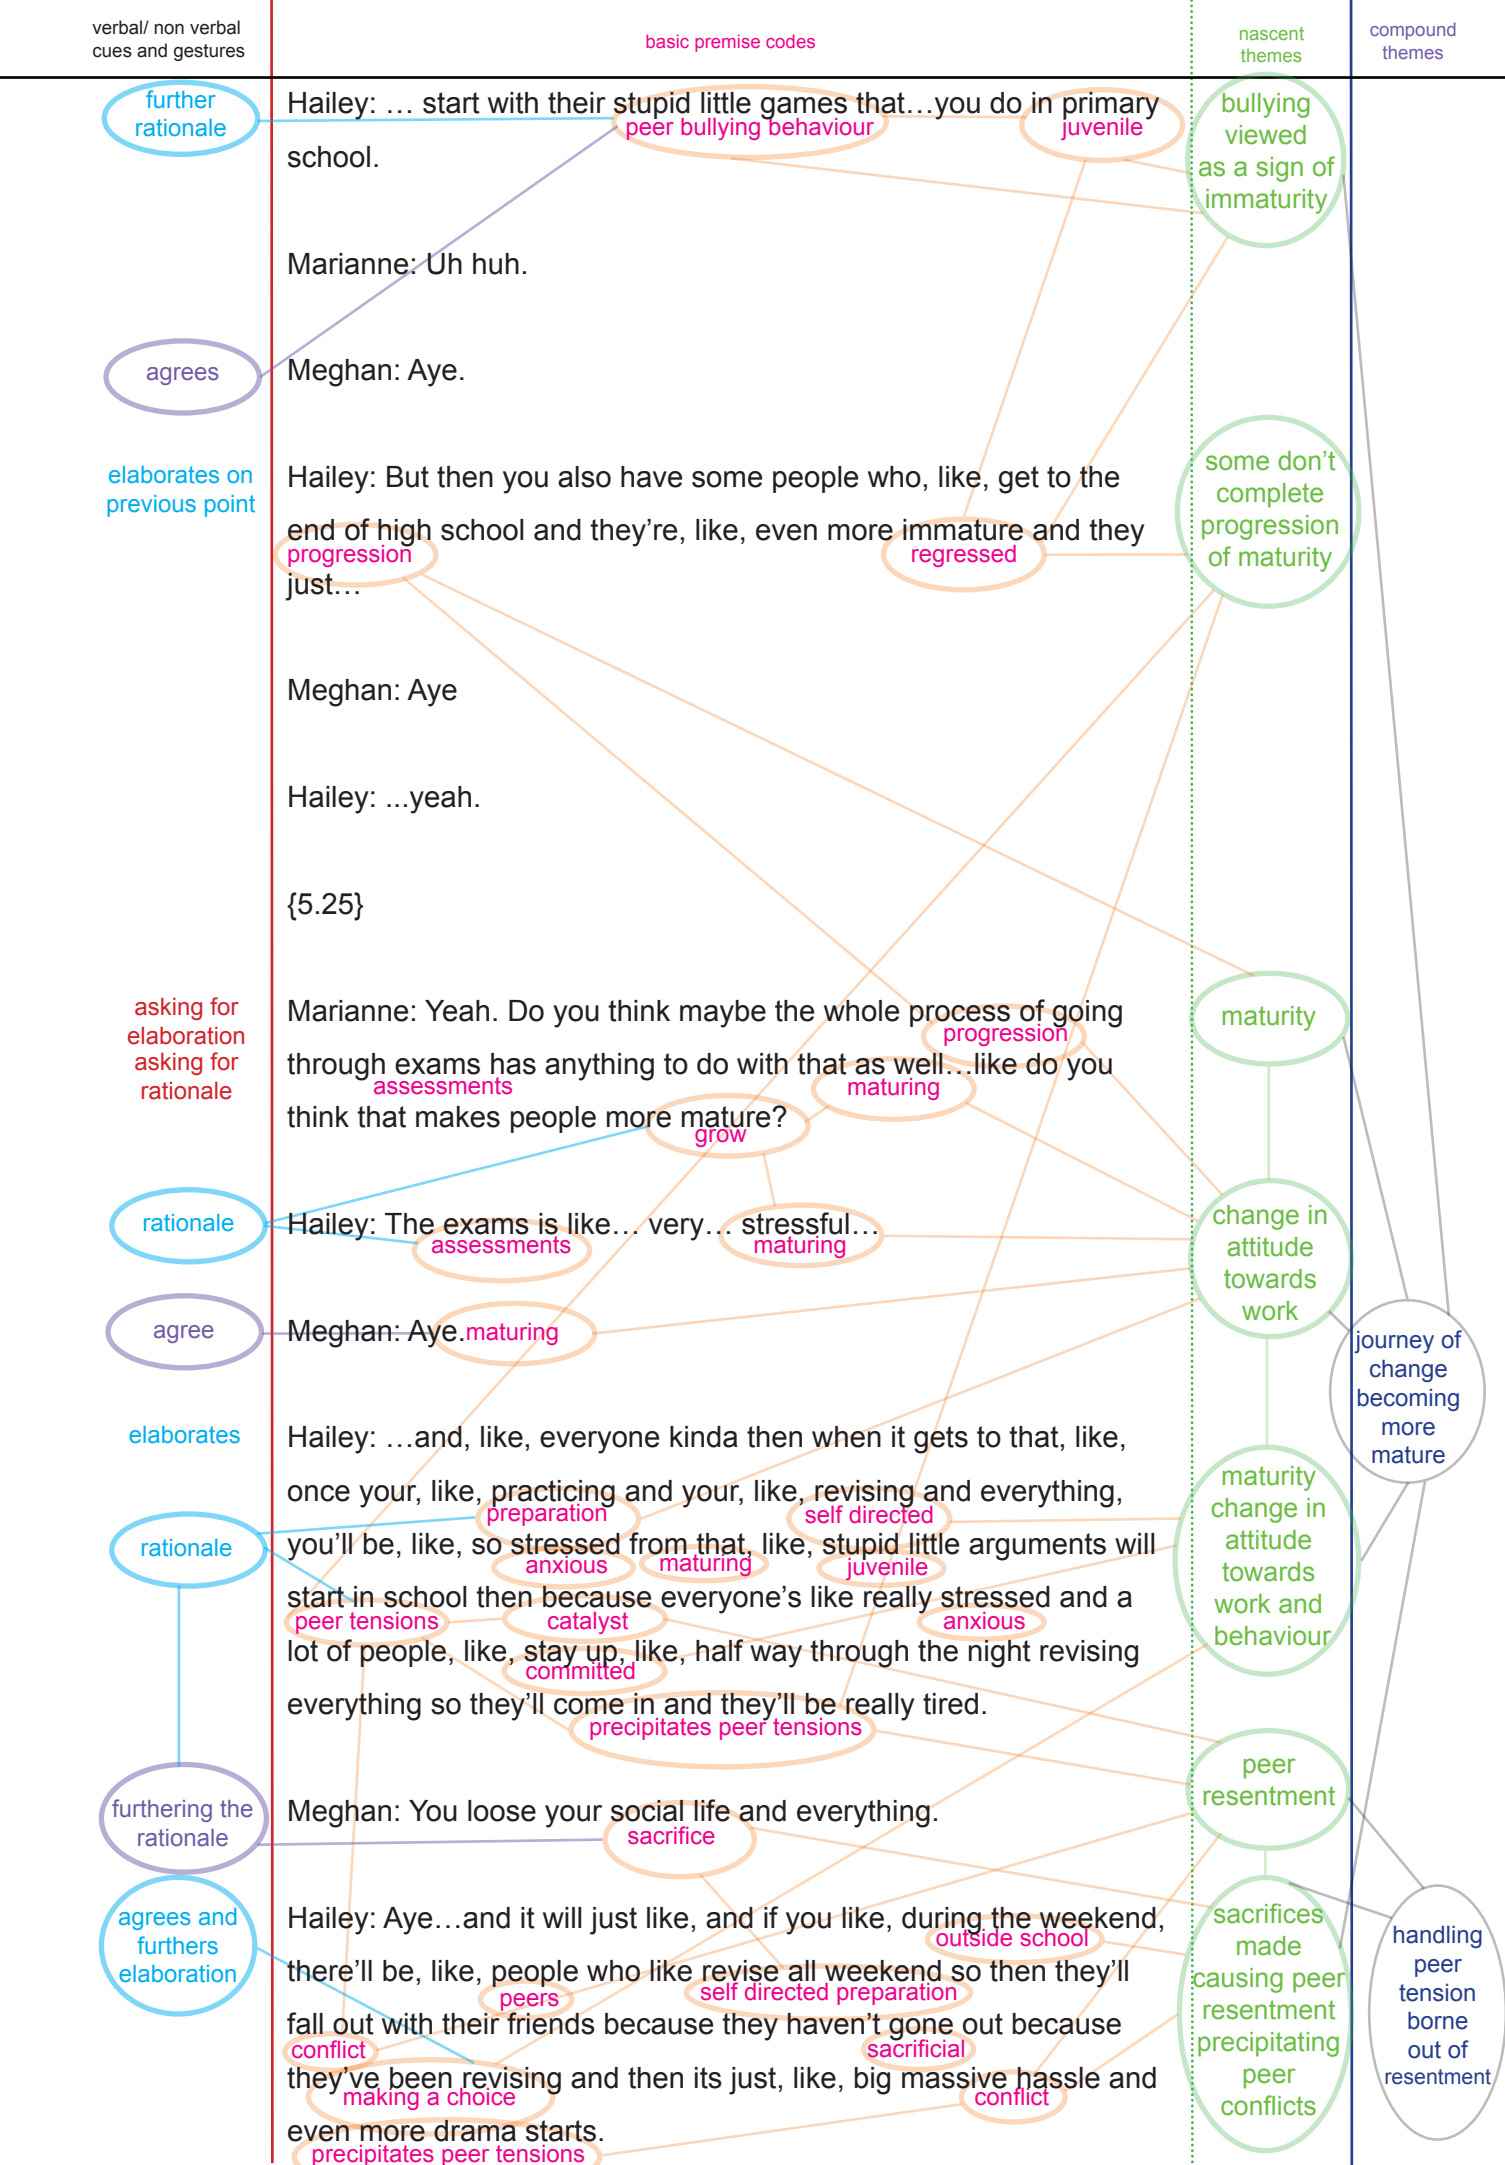 verbal/ non verbal
cues and gestures
basic premise codes
nascent
themes
compound
themes
further
rationale
Hailey: … start with their stupid little games that…you do in primary
peer bullying behaviour
juvenile
school.
bullying
viewed
as a sign of
immaturity
Marianne: Uh huh.
agrees
Meghan: Aye.
elaborates on
previous point
Hailey: But then you also have some people who, like, get to the
end of high school and they’re, like, even more immature and they
progression
regressed
just…
some don’t
complete
progression
of maturity
Meghan: Aye
Hailey: ...yeah.
{5.25}
asking for
elaboration
asking for
rationale
Marianne: Yeah. Do you think maybe the whole process of going
progression
through exams has anything to do with that as well…like do you
assessments
maturing
think that makes people more mature?
grow
maturity
rationale
Hailey: The exams is like… very… stressful…
assessments
maturing
change in
attitude
towards
work
agree
Meghan: Aye.
maturing
journey of
change
becoming
more
mature
elaborates
Hailey: …and, like, everyone kinda then when it gets to that, like,
once your, like, practicing and your, like, revising and everything,
preparation
self directed
rationale
you’ll be, like, so stressed from that, like, stupid little arguments will
anxious
maturing
juvenile
start in school then because everyone’s like really stressed and a
peer tensions
catalyst
anxious
lot of people, like, stay up, like, half way through the night revising
committed
everything so they’ll come in and they’ll be really tired.
precipitates peer tensions
maturity
change in
attitude
towards
work and
behaviour
furthering the
rationale
Meghan: You loose your social life and everything.
sacrifice
peer
resentment
agrees and
furthers
elaboration
Hailey: Aye…and it will just like, and if you like, during the weekend,
outside school
there’ll be, like, people who like revise all weekend so then they’ll
peers
self directed preparation
fall out with their friends because they haven’t gone out because
conflict
sacrificial
they’ve been revising and then its just, like, big massive hassle and
making a choice
conflict
even more drama starts.
precipitates peer tensions
sacrifices
made
causing peer
resentment
precipitating
peer
conflicts
handling
peer
tension
borne
out of
resentment